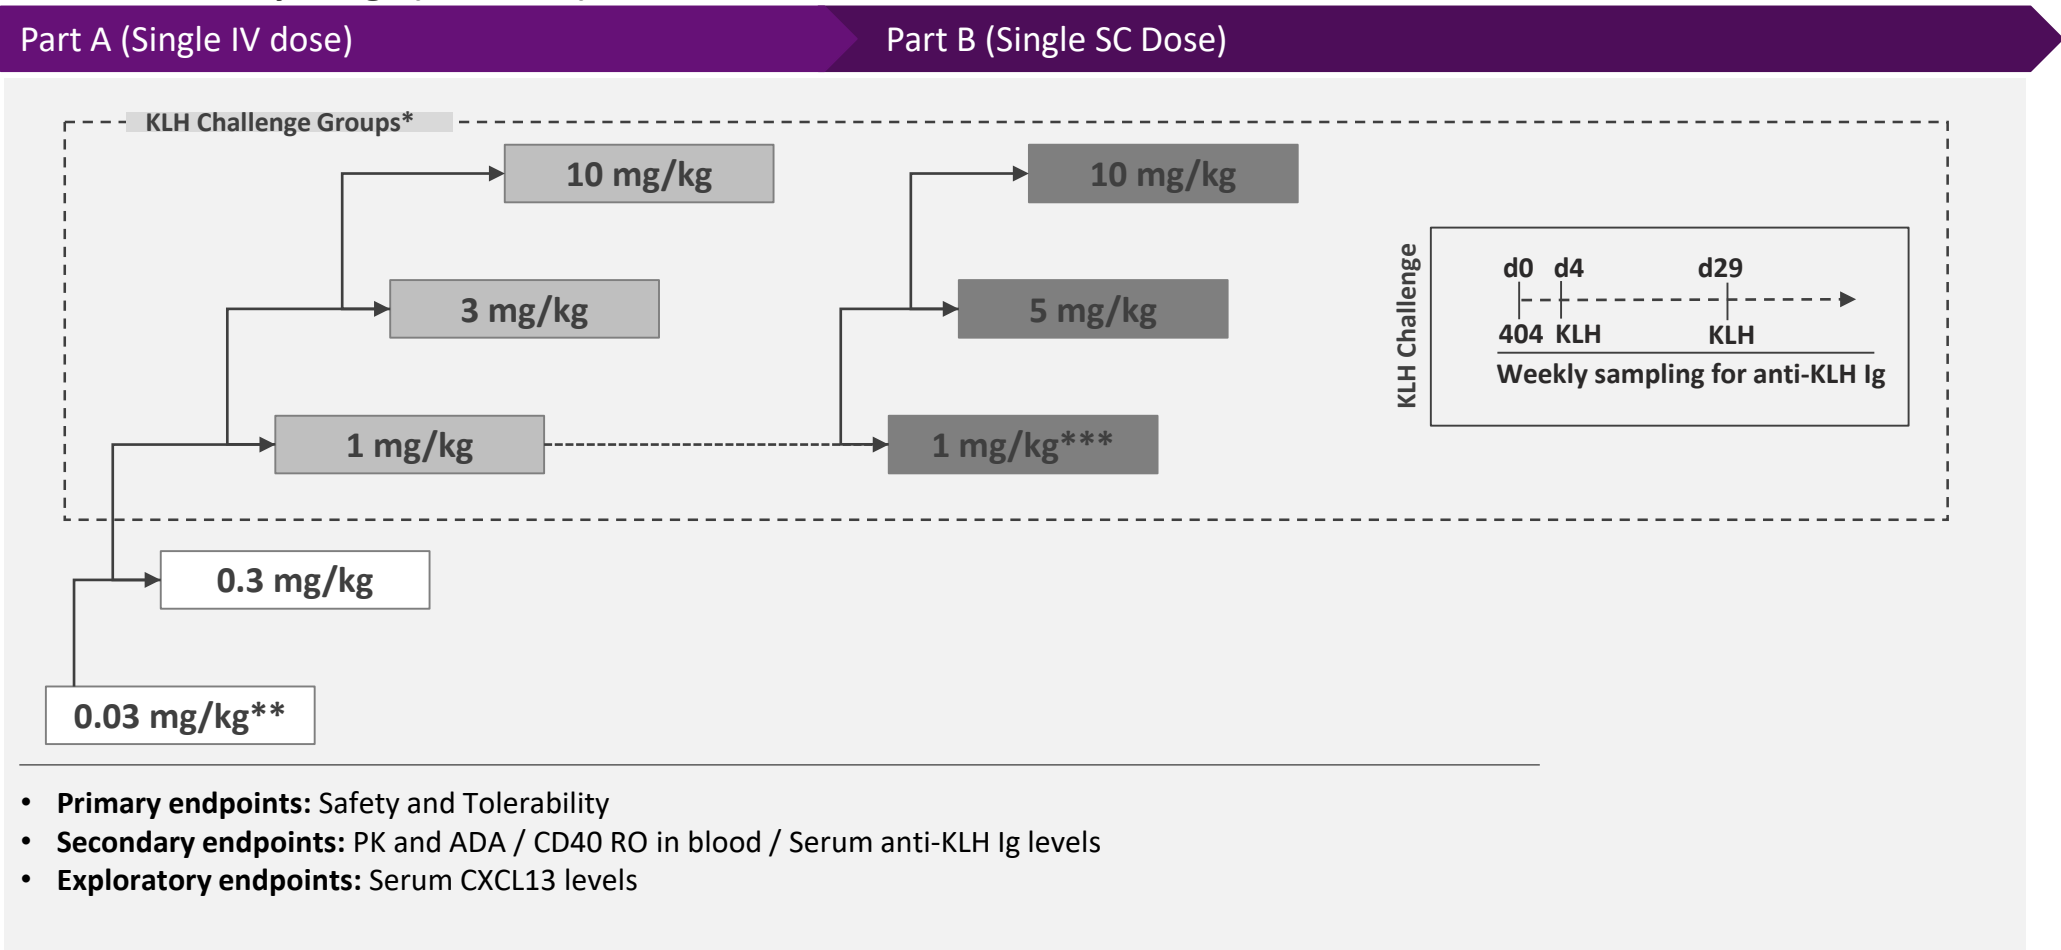 Part A (Single IV dose)
Part B (Single SC Dose)
KLH Challenge Groups*
10 mg/kg
10 mg/kg
3 mg/kg
5 mg/kg
1 mg/kg
1 mg/kg***
0.3 mg/kg
0.03 mg/kg**
KLH Challenge
d0 d4 d29
404 KLH KLH
Weekly sampling for anti-KLH Ig
• Primary endpoints: Safety and Tolerability
• Secondary endpoints: PK and ADA / CD40 RO in blood / Serum anti-KLH Ig levels
• Exploratory endpoints: Serum CXCL13 levels